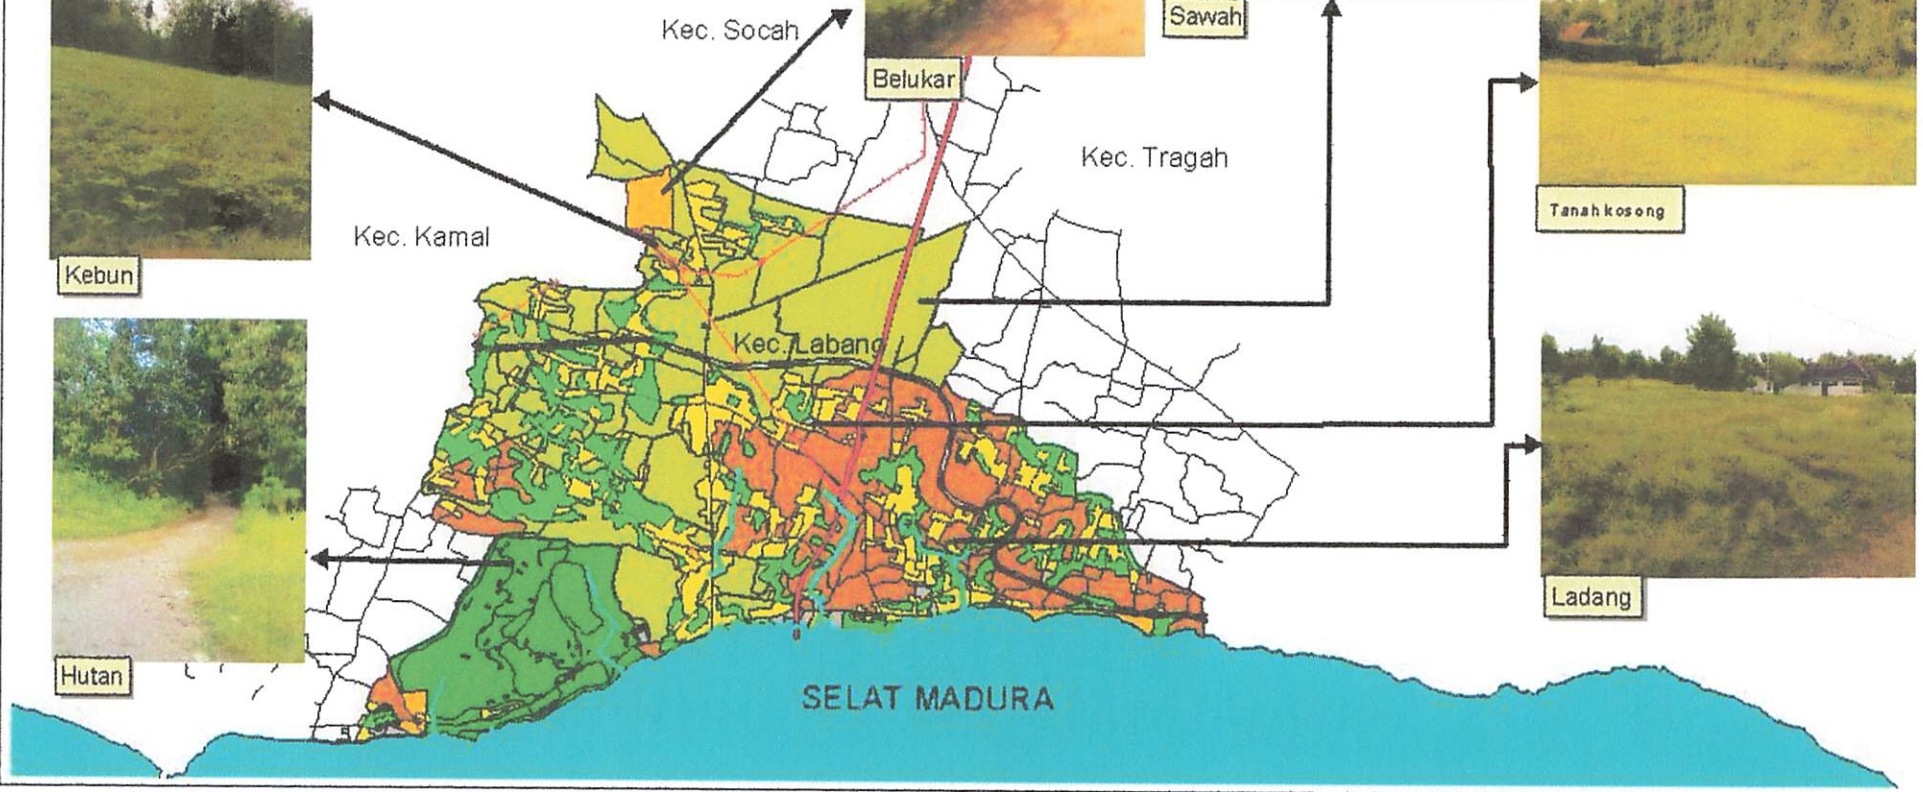 Kec. Socah
Sawah
Belukar
Kec. Tragah
Tanah kosong
Kec. Kamal
Kebun
Kec. Labang
Ladang
Hutan
SELAT MADURA